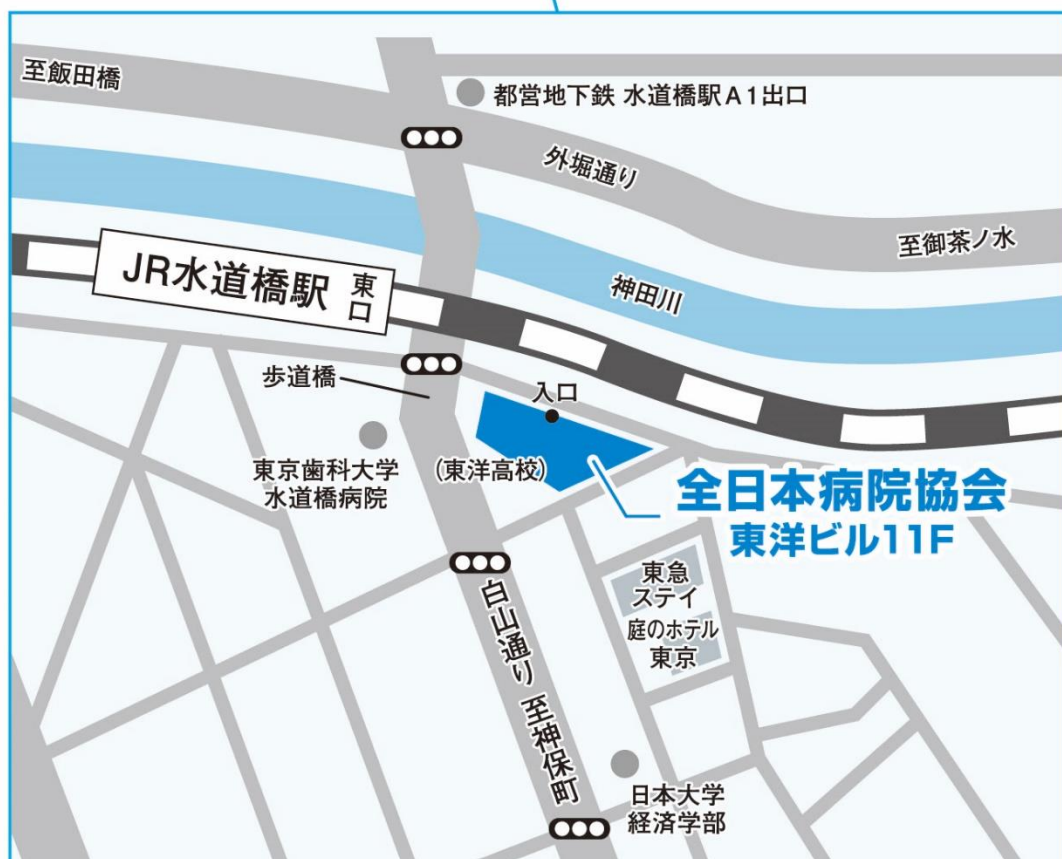 至飯田橋
都営地下鉄 水道橋駅A1出口
外堀通り
至御茶ノ水
JR水道橋駅
東口
神田川
歩道橋
入口
東京歯科大学
水道橋病院
(東洋高校)
全日本病院協会
東洋ビル11F
東急
ステイ
庭のホテル
東京
白山通り 至神保町
日本大学
経済学部